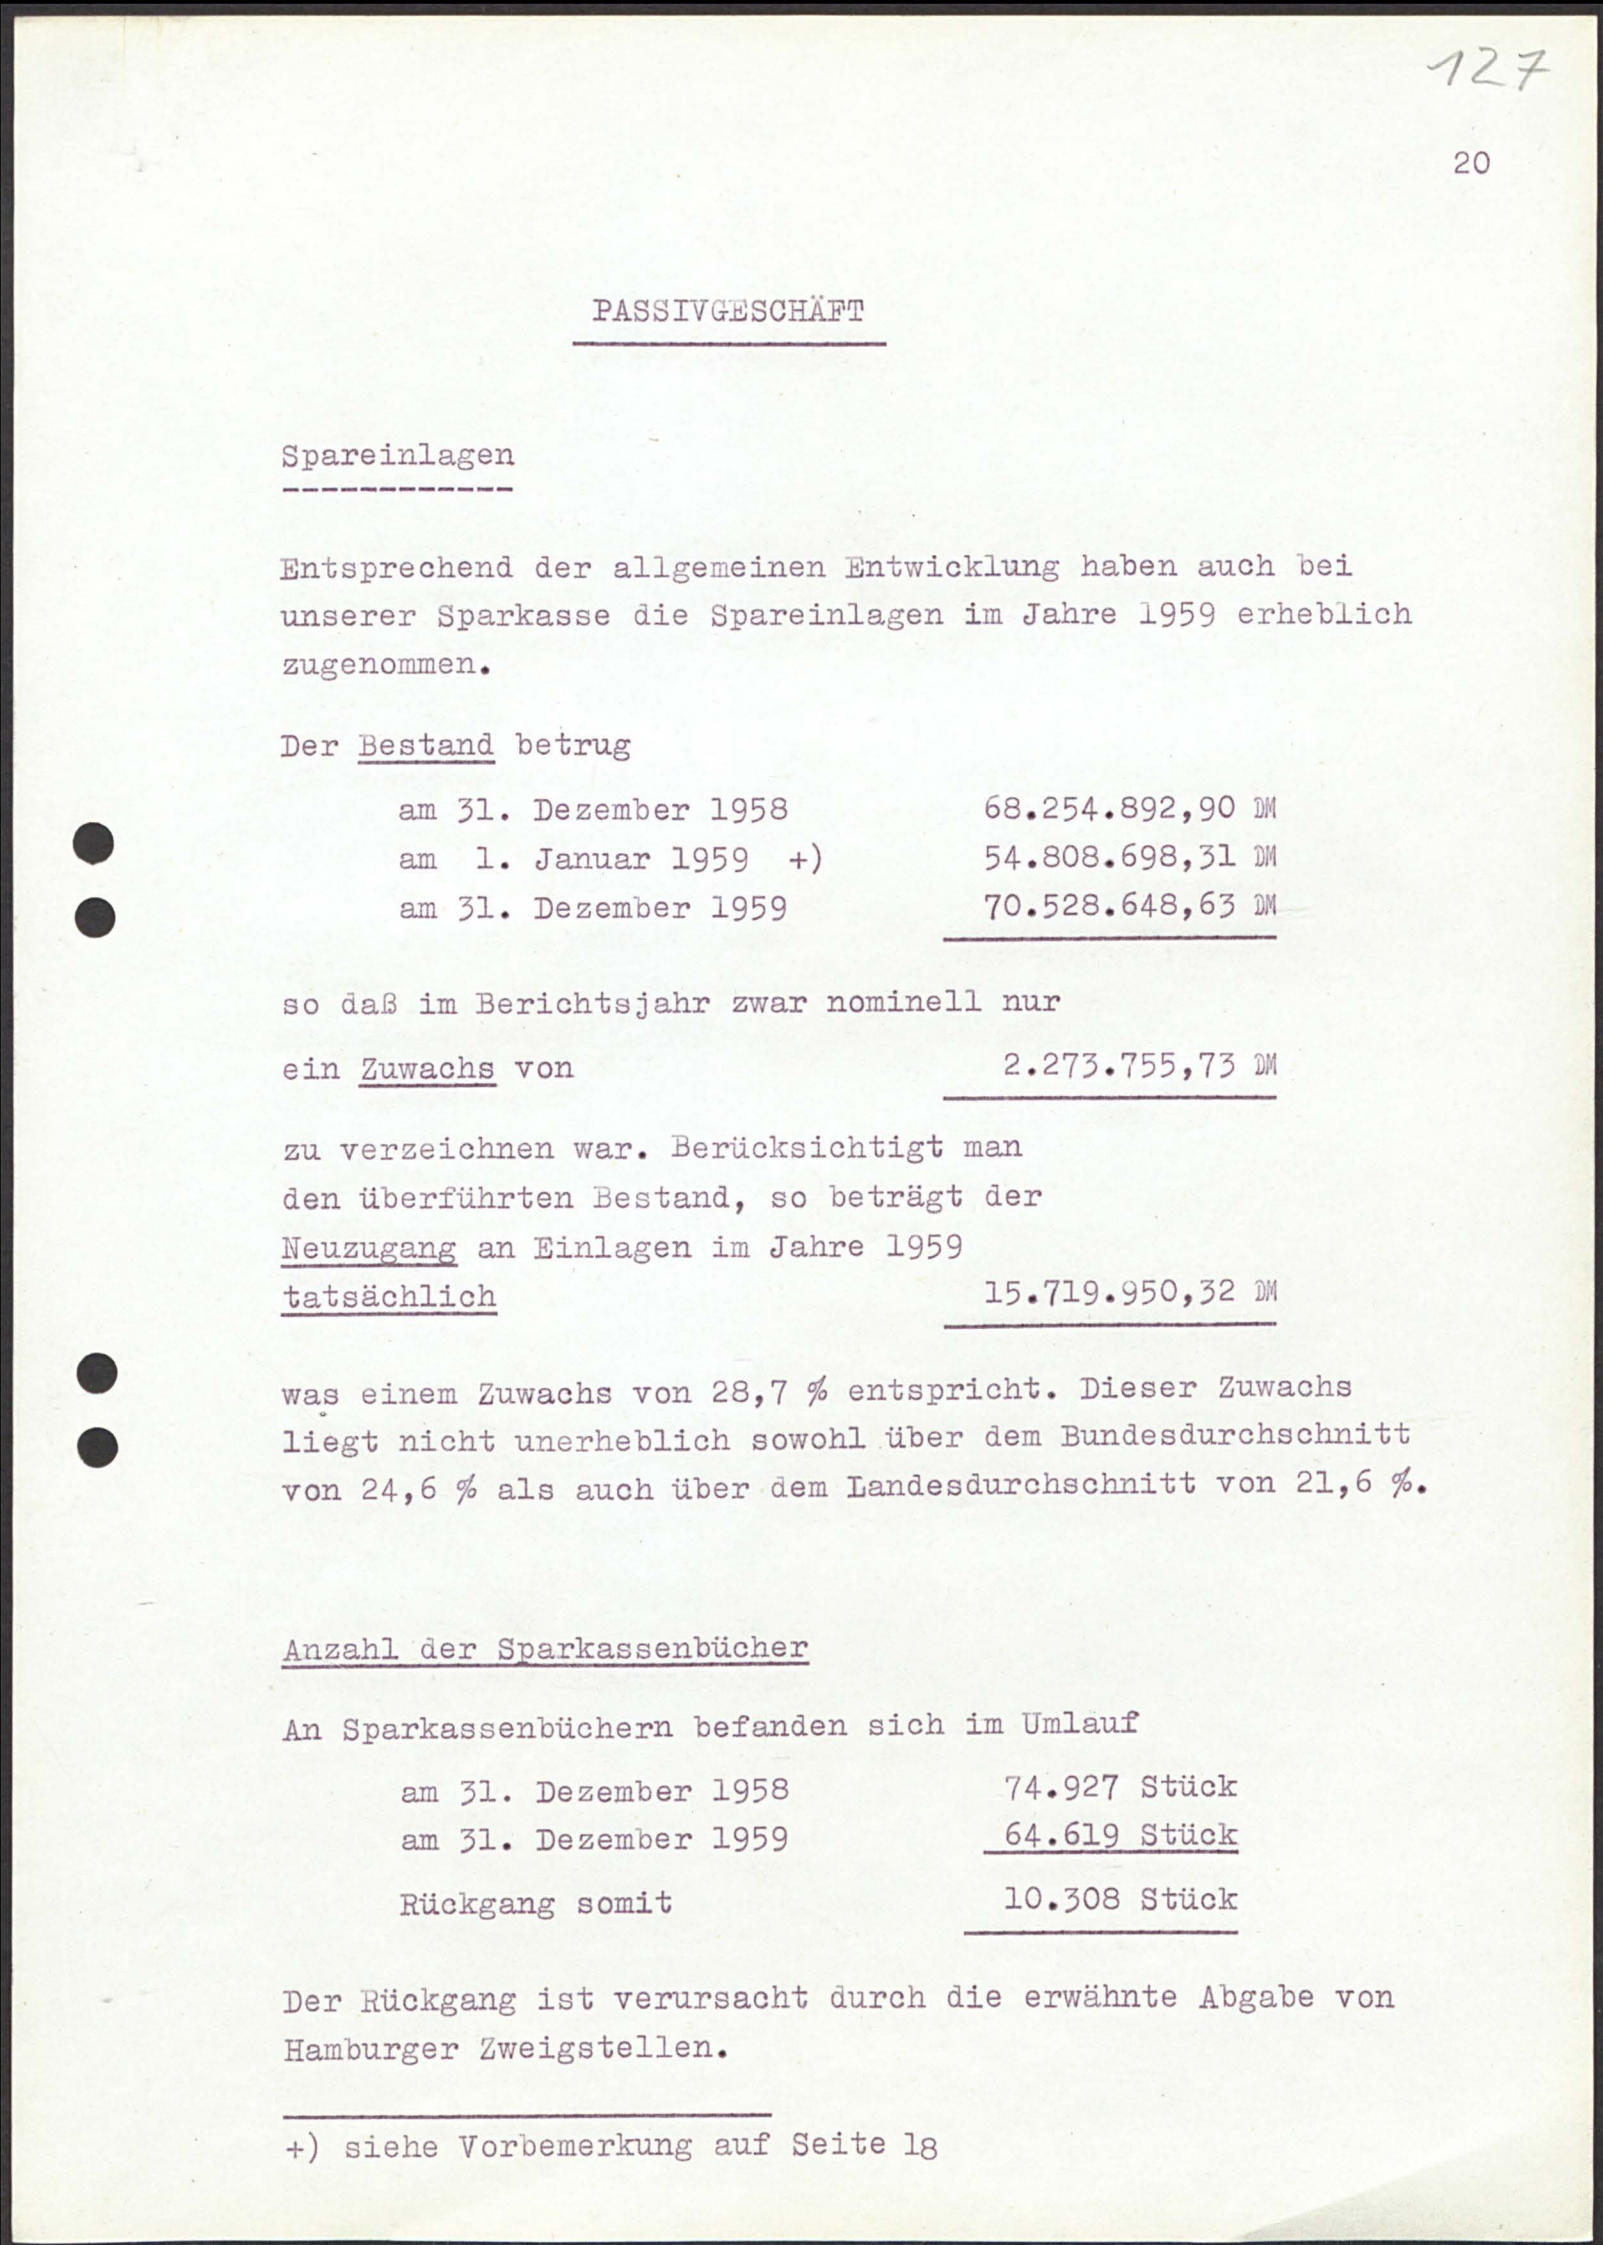 127
20
PASSIVGESCHÄFT
Spareinlagen
Entsprechend der allgemeinen Entwicklung haben auch bei
unserer Sparkasse die Spareinlagen im Jahre 1959 erheblich
zugenommen.
Der Bestand betrug
am 31. Dezember 1958 68.254.892,90 DM
am 1. Januar 1959 +) 54.808.698,31 DM
am 31. Dezember 1959 70.528.648,63 DM
so daß im Berichtsjahr zwar nominell nur
ein Zuwachs von 2.273.755,73 DM
zu verzeichnen war. Berücksichtigt man
den überführten Bestand, so beträgt der
Neuzugang an Einlagen im Jahre 1959
tatsächlich 15.719.950,32 DM
was einem Zuwachs von 28,7 % entspricht. Dieser Zuwachs
liegt nicht unerheblich sowohl über dem Bundesdurchschnitt
von 24,6 % als auch über dem Landesdurchschnitt von 21,6 %.
Anzahl der Sparkassenbücher
An Sparkassenbüchern befanden sich im Umlauf
am 31. Dezember 1958 74.927 Stück
am 31. Dezember 1959 64.619 Stück
Rückgang somit 10.308 Stück
Der Rückgang ist verursacht durch die erwähnte Abgabe von
Hamburger Zweigstellen.
+) siehe Vorbemerkung auf Seite 18